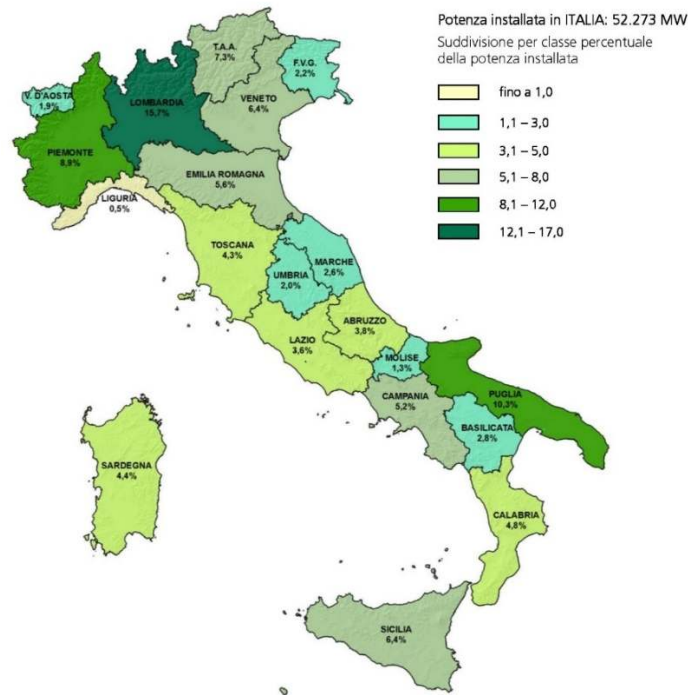 Potenza installata in ITALIA: 52.273 MW
Suddivisione per classe percentuale
della potenza installata
fino a 1,0
1,1 – 3,0
3,1 – 5,0
5,1 – 8,0
8,1 – 12,0
12,1 – 17,0
T.A.A.
7,3%
F.V.G.
2,2%
V. D'AOSTA
1,9%
LOMBARDIA
15,7%
VENETO
6,4%
PIEMONTE
8,9%
EMILIA ROMAGNA
5,6%
LIGURIA
0,5%
TOSCANA
4,3%
MARCHE
2,6%
UMBRIA
2,0%
ABRUZZO
3,8%
LAZIO
3,6%
MOLISE
1,3%
CAMPANIA
5,2%
PUGLIA
10,3%
BASILICATA
2,8%
SARDEGNA
4,4%
CALABRIA
4,8%
SICILIA
6,4%